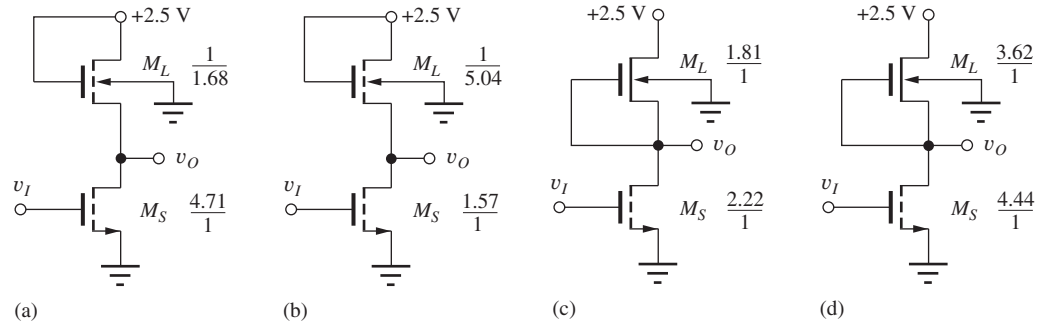 +2.5 V
M_L 1/1.68
v_O
v_I
M_S 4.71/1
(a)
+2.5 V
M_L 1/5.04
v_O
v_I
M_S 1.57/1
(b)
+2.5 V
M_L 1.81/1
v_O
v_I
M_S 2.22/1
(c)
+2.5 V
M_L 3.62/1
v_O
v_I
M_S 4.44/1
(d)